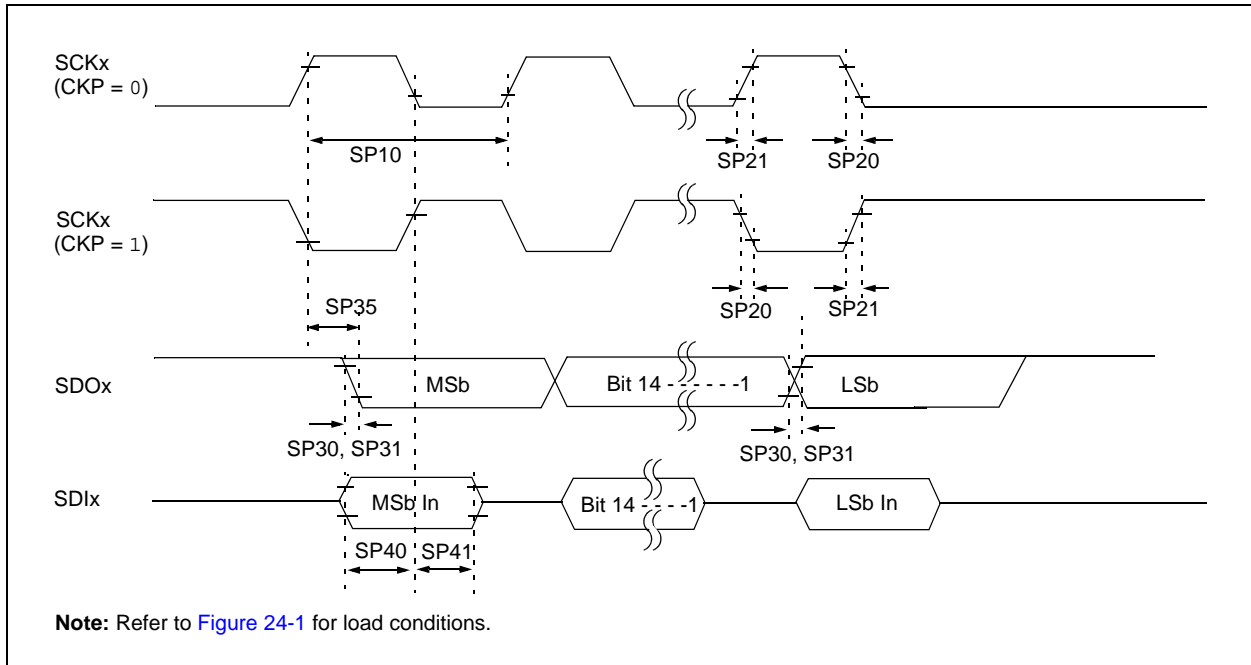 SCKx
(CKP = 0)
SP10
SP21
SP20
SCKx
(CKP = 1)
SP35
SP20
SP21
SDOx
MSb
Bit 14 - - - - - -1
LSb
SP30, SP31
SP30, SP31
SDIx
MSb In
Bit 14 - - - -1
LSb In
SP40
SP41
Note: Refer to Figure 24-1 for load conditions.